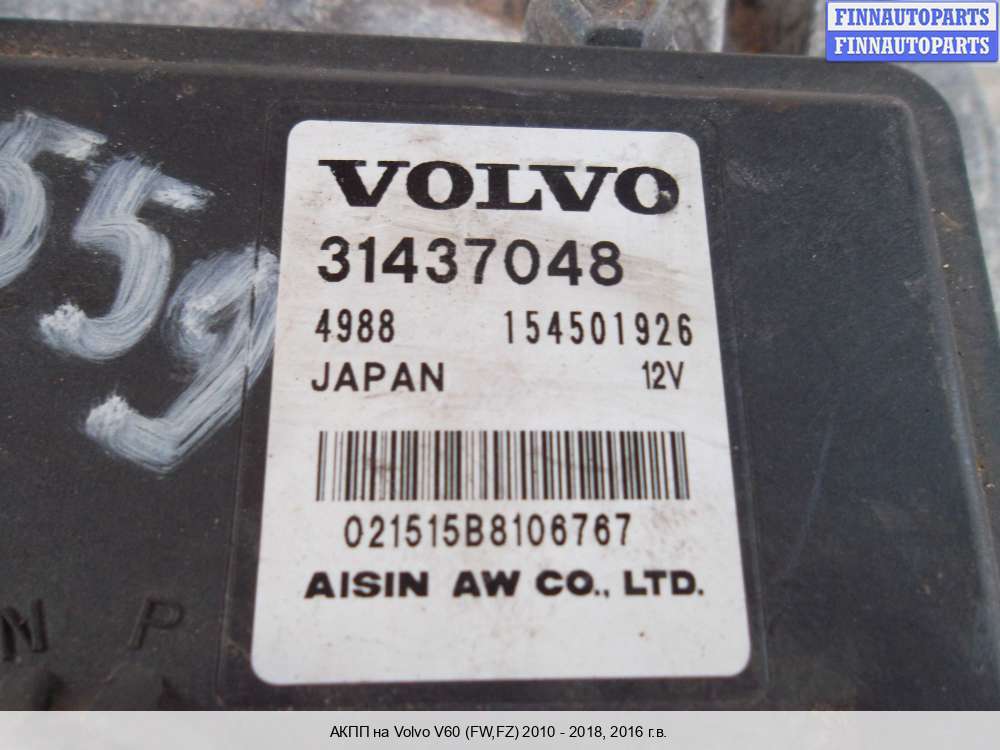 FINNAUTOPARTS
FINNAUTOPARTS
559
VOLVO
31437048
4988 154501926
JAPAN 12V
021515B8106767
AISIN AW CO., LTD.
N P
АКПП на Volvo V60 (FW,FZ) 2010 - 2018, 2016 г.в.